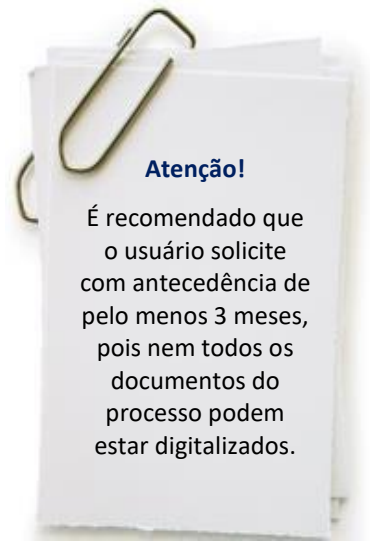 Atenção!
É recomendado que
o usuário solicite
com antecedência de
pelo menos 3 meses,
pois nem todos os
documentos do
processo podem
estar digitalizados.